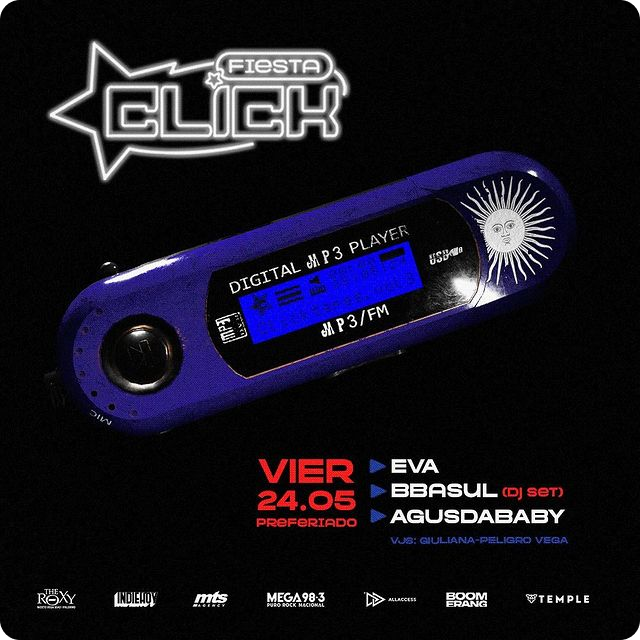 FIESTA
CLICK
DIGITAL MP3 PLAYER
USB
MP3/FM
MIC
VIER
24.05
PREFERIADO
EVA
BBASUL (DJ SET)
AGUSDABABY
VJS: GIULIANA-PELIGRO VEGA
THE ROXY
INDIEHOY
mts AGENCY
MEGA 98·3
PURO ROCK NACIONAL
ALLACCESS
BOOM
ERANG
TEMPLE